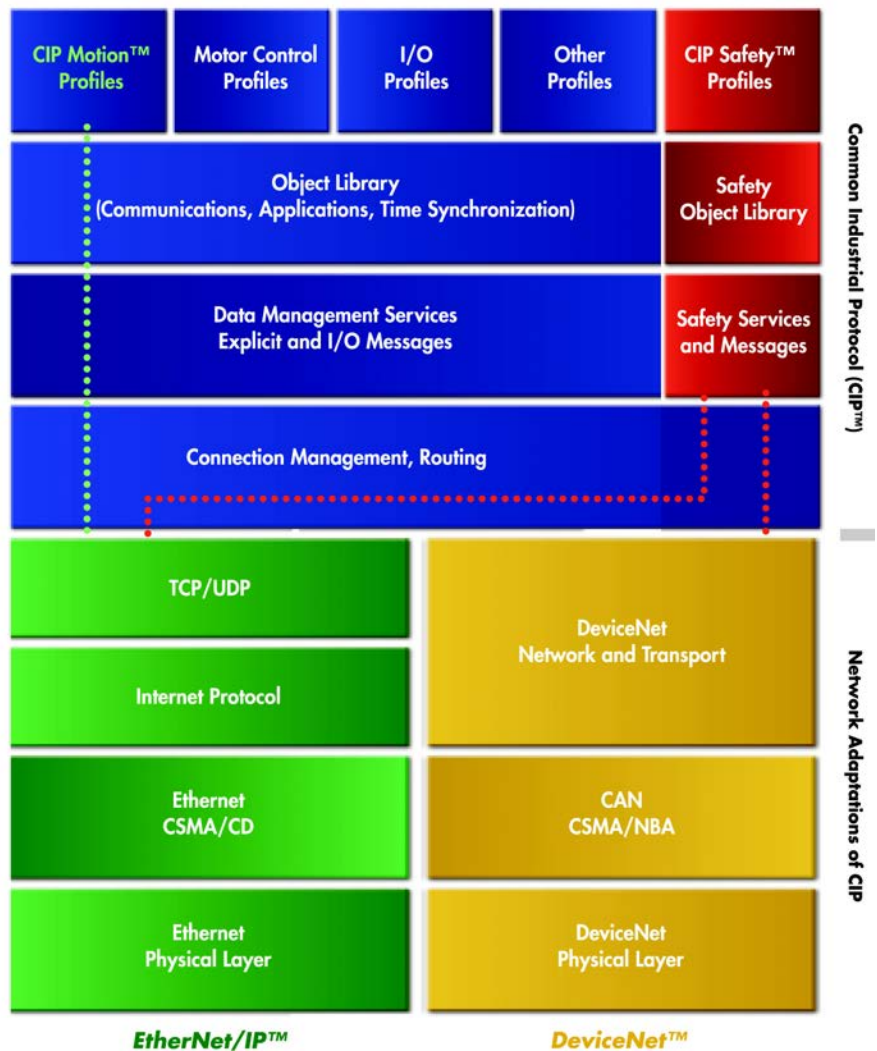 CIP Motion™
Profiles
Motor Control
Profiles
I/O
Profiles
Other
Profiles
CIP Safety™
Profiles
Object Library
(Communications, Applications, Time Synchronization)
Safety
Object Library
Data Management Services
Explicit and I/O Messages
Safety Services
and Messages
Connection Management, Routing
Common Industrial Protocol (CIP™)
TCP/UDP
DeviceNet
Network and Transport
Internet Protocol
Ethernet
CSMA/CD
CAN
CSMA/NBA
Ethernet
Physical Layer
DeviceNet
Physical Layer
Network Adaptations of CIP
EtherNet/IP™
DeviceNet™